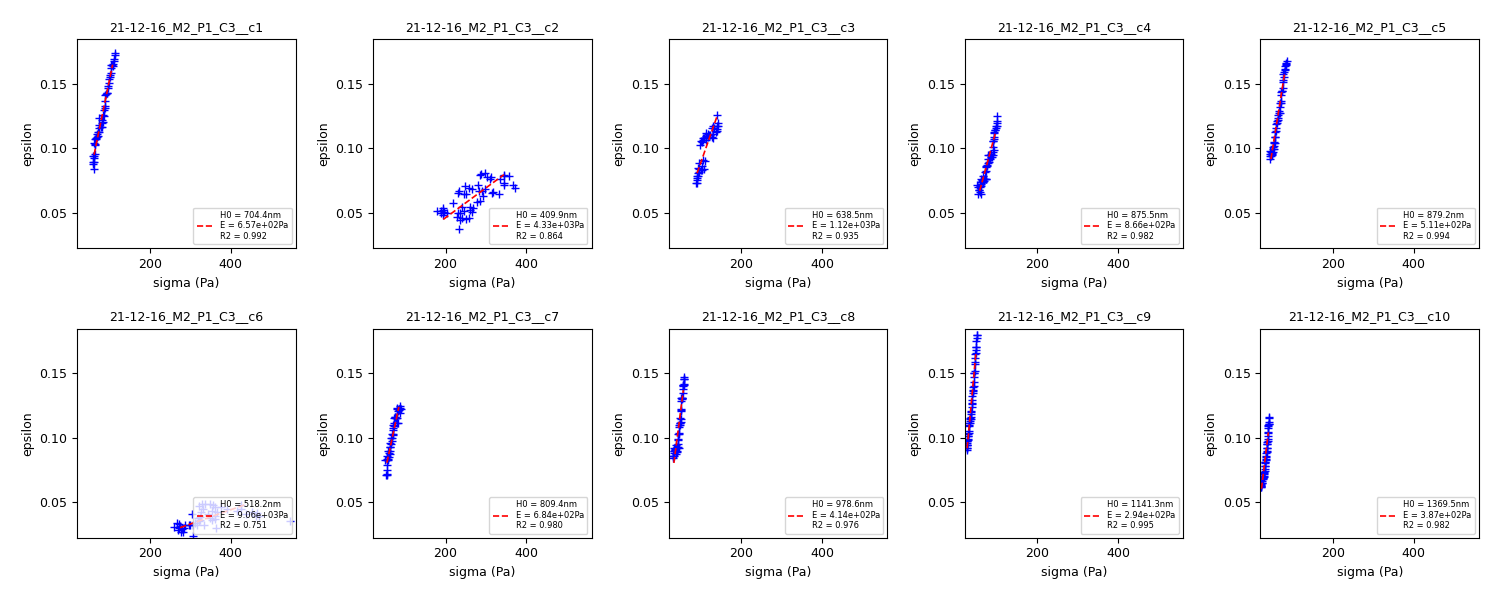 21-12-16_M2_P1_C3__c1
21-12-16_M2_P1_C3__c2
21-12-16_M2_P1_C3__c3
21-12-16_M2_P1_C3__c4
21-12-16_M2_P1_C3__c5
epsilon
0.15
0.10
0.05
H0 = 704.4nm
E = 6.57e+02Pa
R2 = 0.992
200
400
sigma (Pa)
epsilon
0.15
0.10
0.05
H0 = 409.9nm
E = 4.33e+03Pa
R2 = 0.864
200
400
sigma (Pa)
epsilon
0.15
0.10
0.05
H0 = 638.5nm
E = 1.12e+03Pa
R2 = 0.935
200
400
sigma (Pa)
epsilon
0.15
0.10
0.05
H0 = 875.5nm
E = 8.66e+02Pa
R2 = 0.982
200
400
sigma (Pa)
epsilon
0.15
0.10
0.05
H0 = 879.2nm
E = 5.11e+02Pa
R2 = 0.994
200
400
sigma (Pa)
21-12-16_M2_P1_C3__c6
21-12-16_M2_P1_C3__c7
21-12-16_M2_P1_C3__c8
21-12-16_M2_P1_C3__c9
21-12-16_M2_P1_C3__c10
epsilon
0.15
0.10
0.05
H0 = 518.2nm
E = 9.06e+03Pa
R2 = 0.751
200
400
sigma (Pa)
epsilon
0.15
0.10
0.05
H0 = 809.4nm
E = 6.84e+02Pa
R2 = 0.980
200
400
sigma (Pa)
epsilon
0.15
0.10
0.05
H0 = 978.6nm
E = 4.14e+02Pa
R2 = 0.976
200
400
sigma (Pa)
epsilon
0.15
0.10
0.05
H0 = 1141.3nm
E = 2.94e+02Pa
R2 = 0.995
200
400
sigma (Pa)
epsilon
0.15
0.10
0.05
H0 = 1369.5nm
E = 3.87e+02Pa
R2 = 0.982
200
400
sigma (Pa)